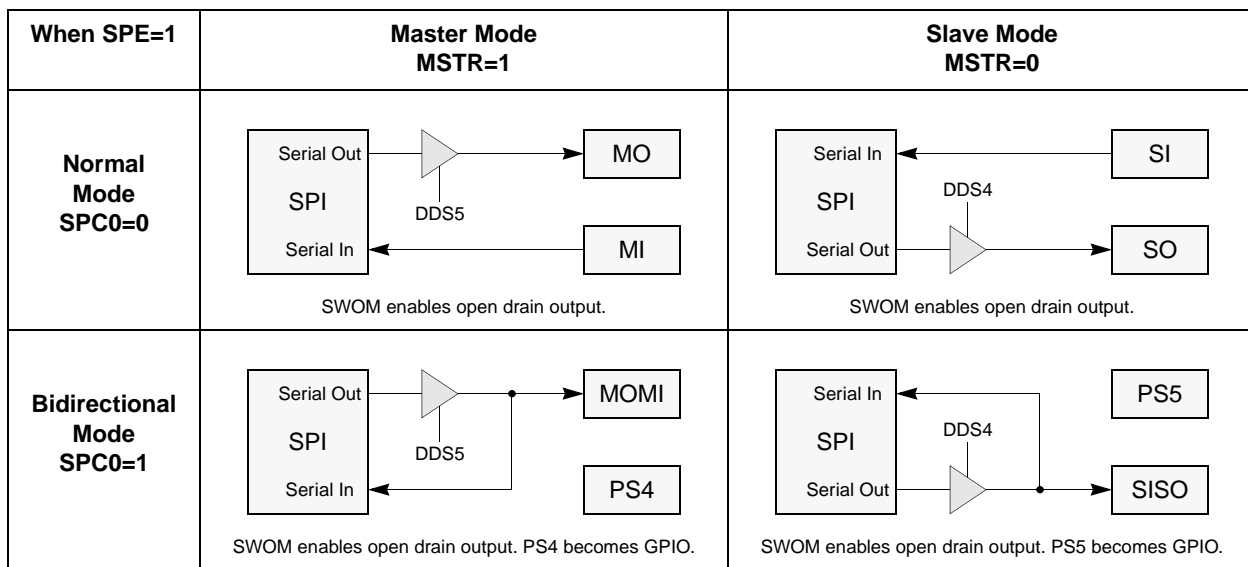 When SPE=1
Master Mode
MSTR=1
Slave Mode
MSTR=0
Normal
Mode
SPC0=0
Serial Out
SPI
Serial In
DDS5
MO
MI
SWOM enables open drain output.
Serial In
SPI
Serial Out
DDS4
SI
SO
SWOM enables open drain output.
Bidirectional
Mode
SPC0=1
Serial Out
SPI
Serial In
DDS5
MOMI
PS4
SWOM enables open drain output. PS4 becomes GPIO.
Serial In
SPI
Serial Out
DDS4
PS5
SISO
SWOM enables open drain output. PS5 becomes GPIO.